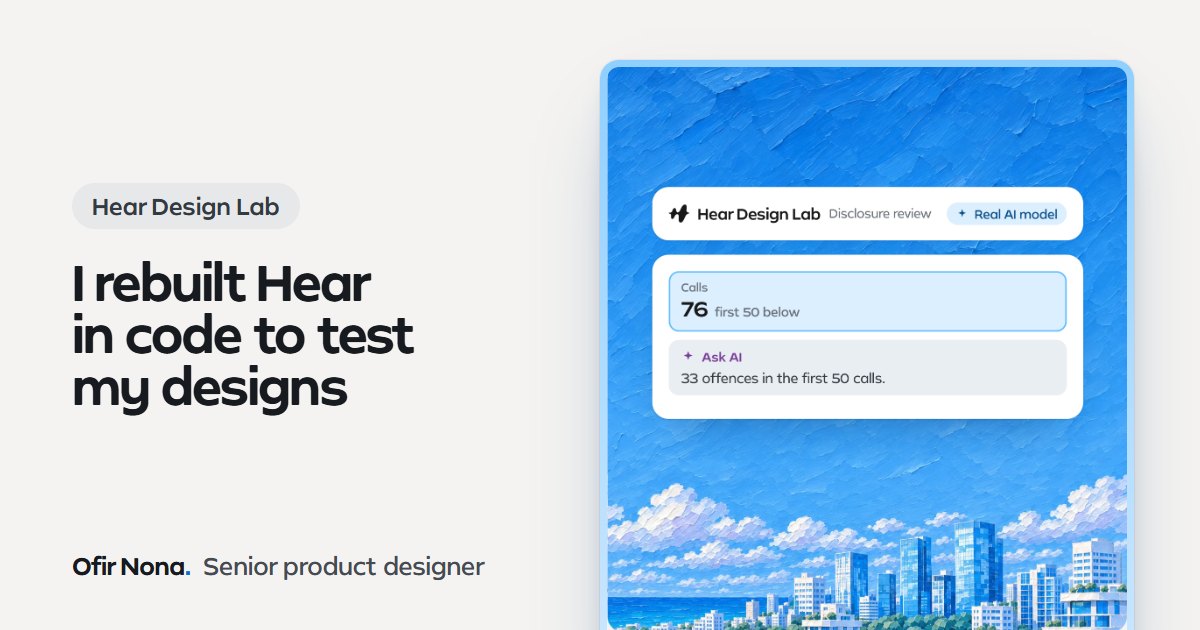 Hear Design Lab
I rebuilt Hear
in code to test
my designs
Ofir Nona. Senior product designer
Hear Design Lab Disclosure review Real AI model
Calls
76 first 50 below
Ask AI
33 offences in the first 50 calls.